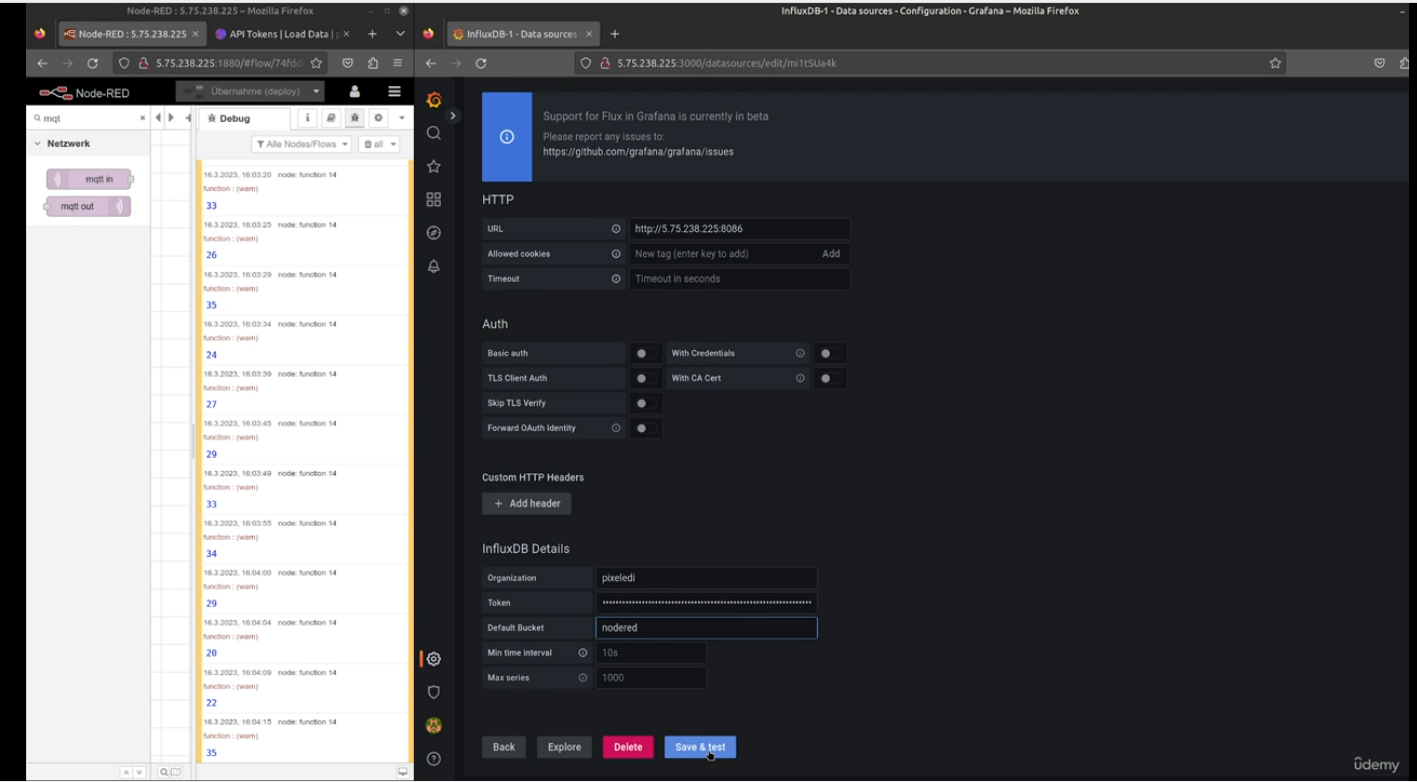 Node-RED : 5.75.238.225 — Mozilla Firefox
InfluxDB-1 - Data sources - Configuration - Grafana — Mozilla Firefox
Node-RED : 5.75.238.225
API Tokens | Load Data |
InfluxDB-1 - Data sources -
5.75.238.225:1880/#flow/74fdd
5.75.238.225:3000/datasources/edit/mi1tSUa4k
Node-RED
Übernahme (deploy)
mqt
Debug
Netzwerk
Alle Nodes/Flows
all
mqtt in
mqtt out
16.3.2023, 16:03:20 node: function 14
function : (warn)
33
16.3.2023, 16:03:25 node: function 14
function : (warn)
26
16.3.2023, 16:03:29 node: function 14
function : (warn)
35
16.3.2023, 16:03:34 node: function 14
function : (warn)
24
16.3.2023, 16:03:39 node: function 14
function : (warn)
27
16.3.2023, 16:03:45 node: function 14
function : (warn)
29
16.3.2023, 16:03:49 node: function 14
function : (warn)
33
16.3.2023, 16:03:55 node: function 14
function : (warn)
34
16.3.2023, 16:04:00 node: function 14
function : (warn)
29
16.3.2023, 16:04:04 node: function 14
function : (warn)
20
16.3.2023, 16:04:09 node: function 14
function : (warn)
22
16.3.2023, 16:04:15 node: function 14
function : (warn)
35
Support for Flux in Grafana is currently in beta
Please report any issues to:
https://github.com/grafana/grafana/issues
HTTP
URL http://5.75.238.225:8086
Allowed cookies New tag (enter key to add) Add
Timeout Timeout in seconds
Auth
Basic auth With Credentials
TLS Client Auth With CA Cert
Skip TLS Verify
Forward OAuth Identity
Custom HTTP Headers
+ Add header
InfluxDB Details
Organization pixeledi
Token
Default Bucket nodered
Min time interval 10s
Max series 1000
Back Explore Delete Save & test
ûdemy